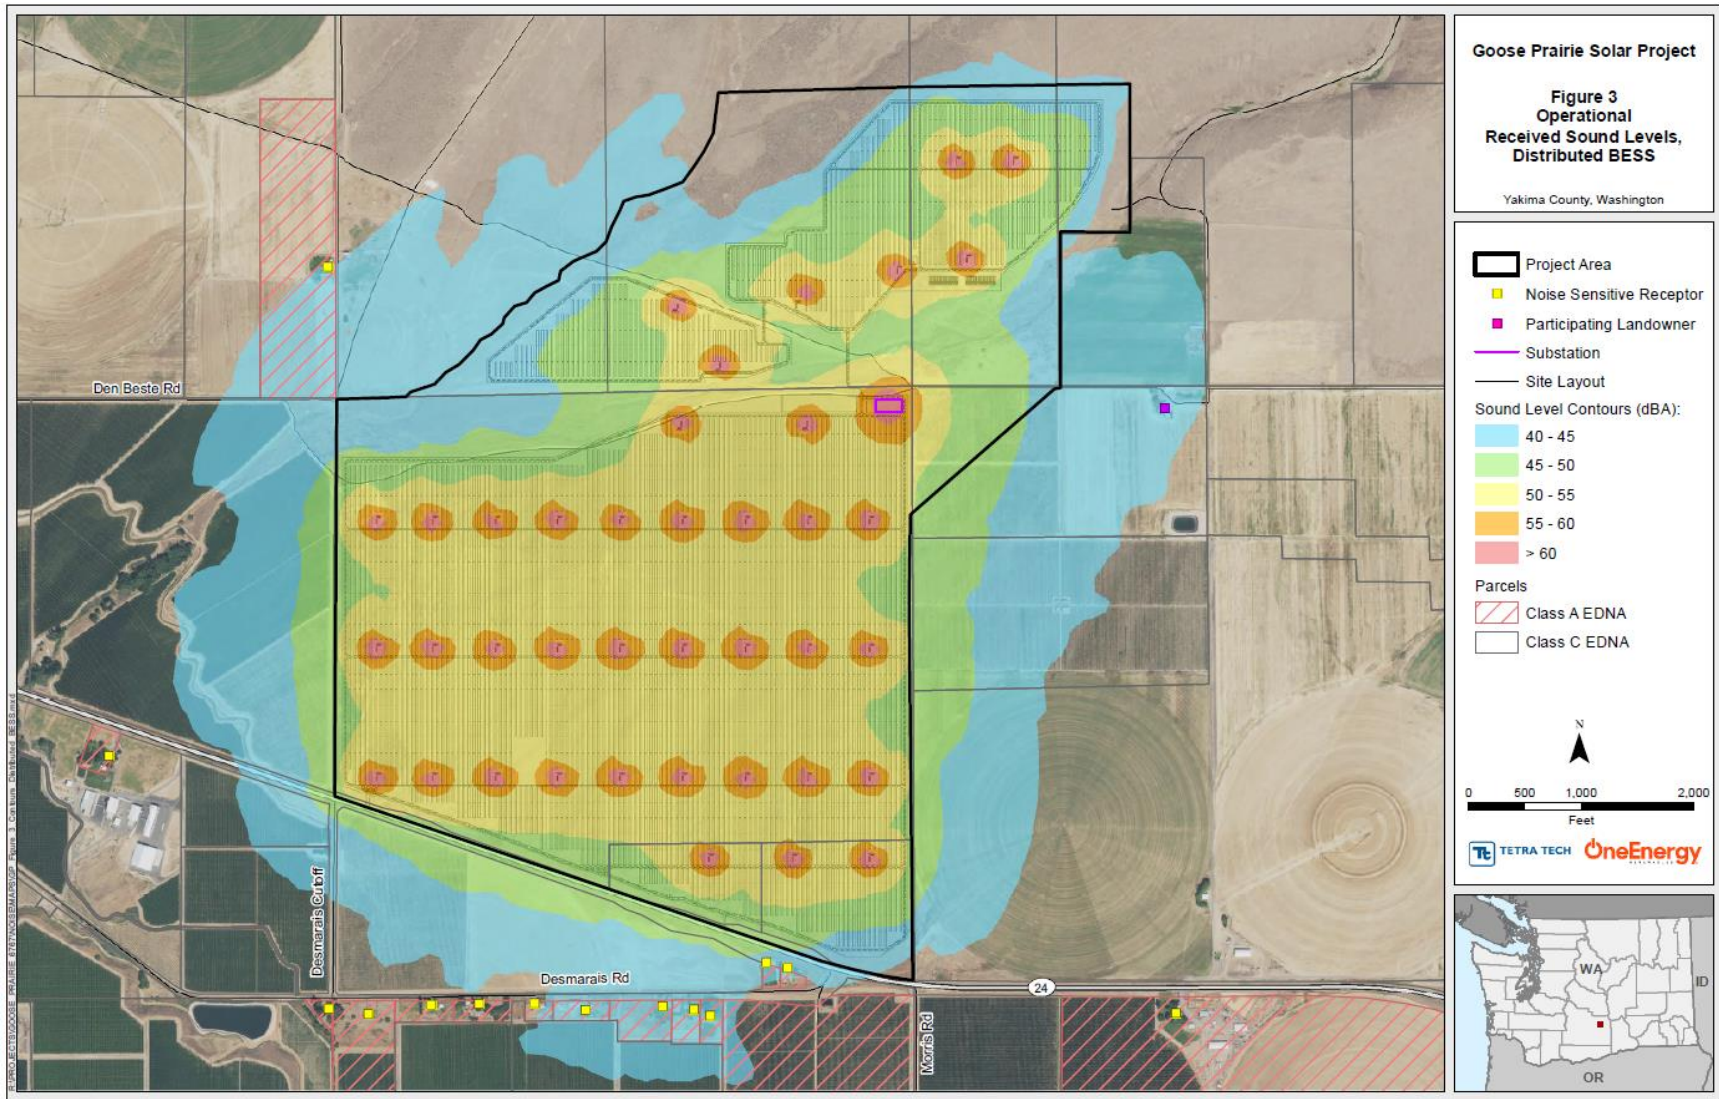 Goose Prairie Solar Project
Figure 3
Operational
Received Sound Levels,
Distributed BESS
Yakima County, Washington
Project Area
Noise Sensitive Receptor
Participating Landowner
Substation
Site Layout
Sound Level Contours (dBA):
40 - 45
45 - 50
50 - 55
55 - 60
> 60
Parcels
Class A EDNA
Class C EDNA
N
0 500 1,000 2,000
Feet
TETRA TECH OneEnergy
WA
ID
OR
Den Beste Rd
Desmarais Cutoff
Desmarais Rd
24
Morris Rd